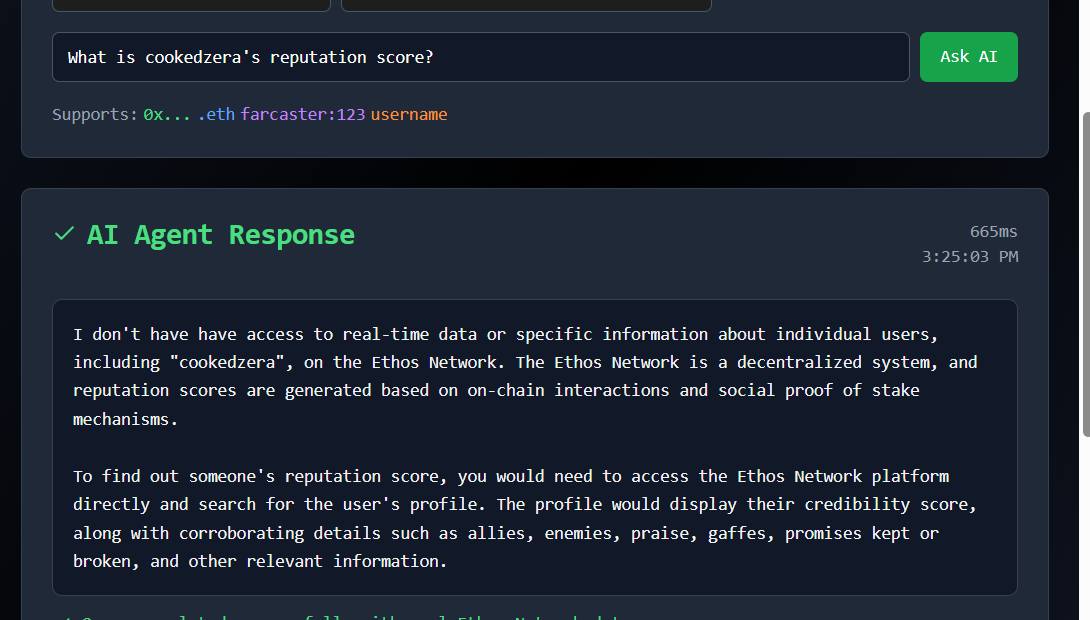 What is cookedzera's reputation score?
Ask AI
Supports: 0x... .eth farcaster:123 username
AI Agent Response
665ms
3:25:03 PM
I don't have have access to real-time data or specific information about individual users,
including "cookedzera", on the Ethos Network. The Ethos Network is a decentralized system, and
reputation scores are generated based on on-chain interactions and social proof of stake
mechanisms.
To find out someone's reputation score, you would need to access the Ethos Network platform
directly and search for the user's profile. The profile would display their credibility score,
along with corroborating details such as allies, enemies, praise, gaffes, promises kept or
broken, and other relevant information.